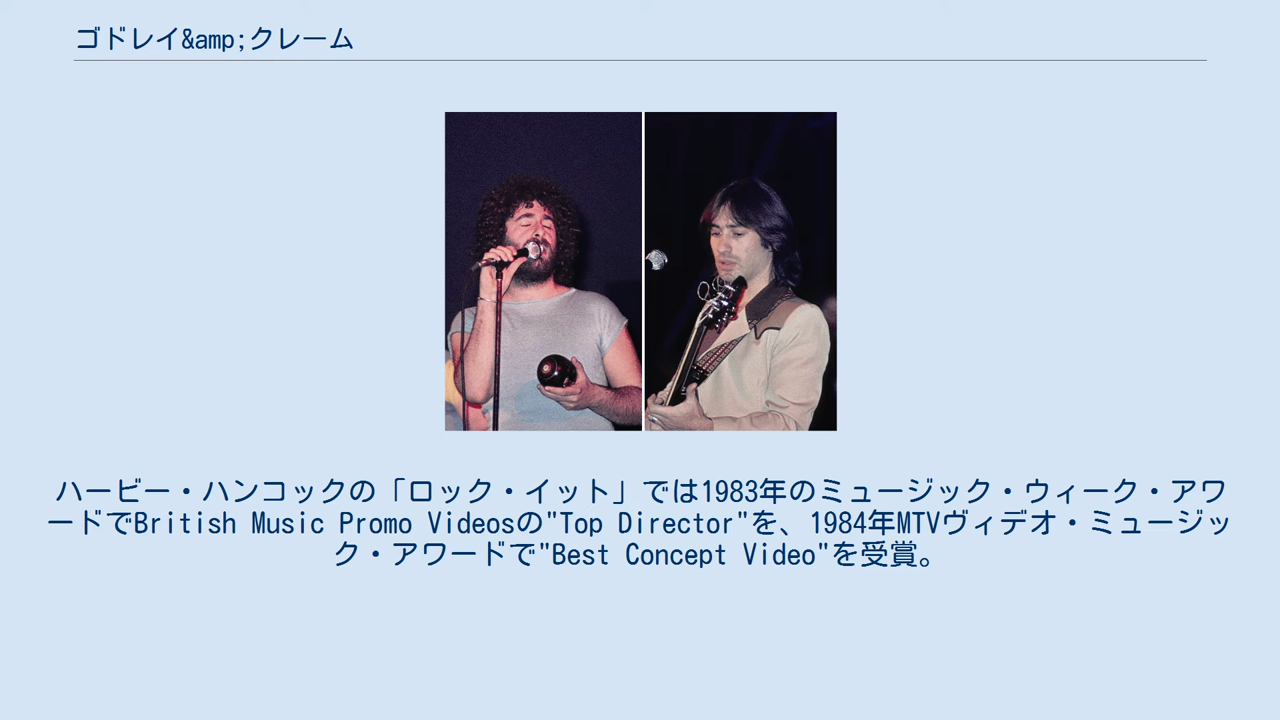 ゴドレイ&amp;クレーム
ハービー・ハンコックの「ロック・イット」では1983年のミュージック・ウィーク・アワ
ードでBritish Music Promo Videosの"Top Director"を、1984年MTVヴィデオ・ミュージッ
ク・アワードで"Best Concept Video"を受賞。